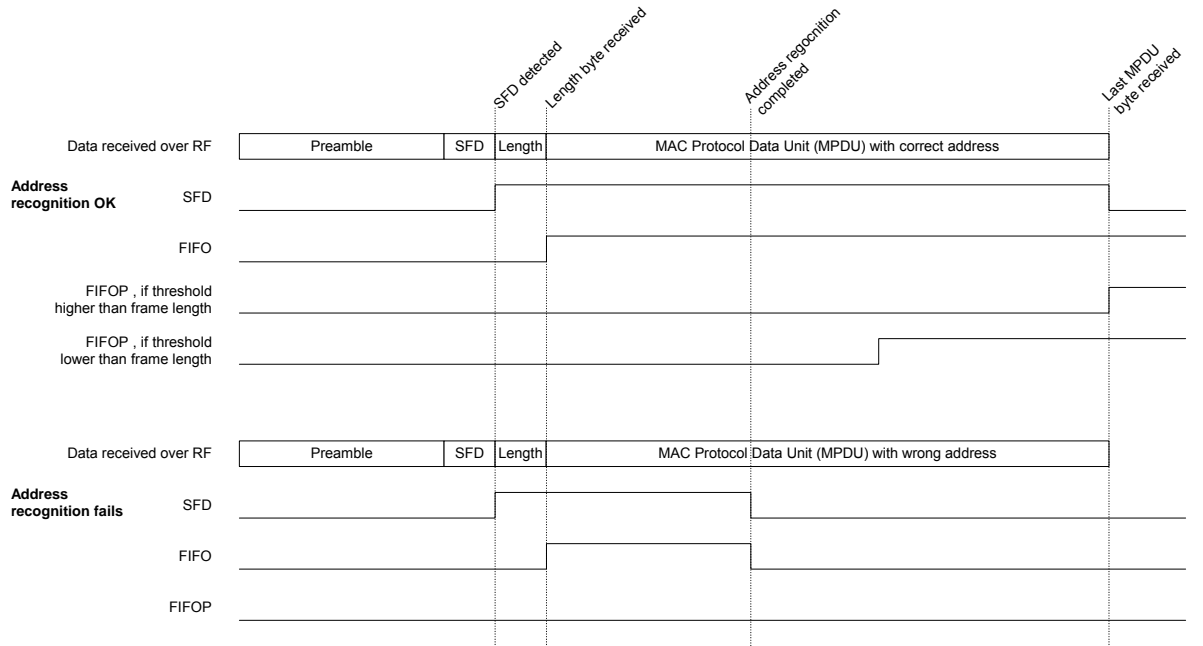 SFD detected
Length byte received
Address regocnition
completed
Last MPDU
byte received
Data received over RF
Preamble
SFD
Length
MAC Protocol Data Unit (MPDU) with correct address
Address
recognition OK
SFD
FIFO
FIFOP , if threshold
higher than frame length
FIFOP , if threshold
lower than frame length
Data received over RF
Preamble
SFD
Length
MAC Protocol Data Unit (MPDU) with wrong address
Address
recognition fails
SFD
FIFO
FIFOP